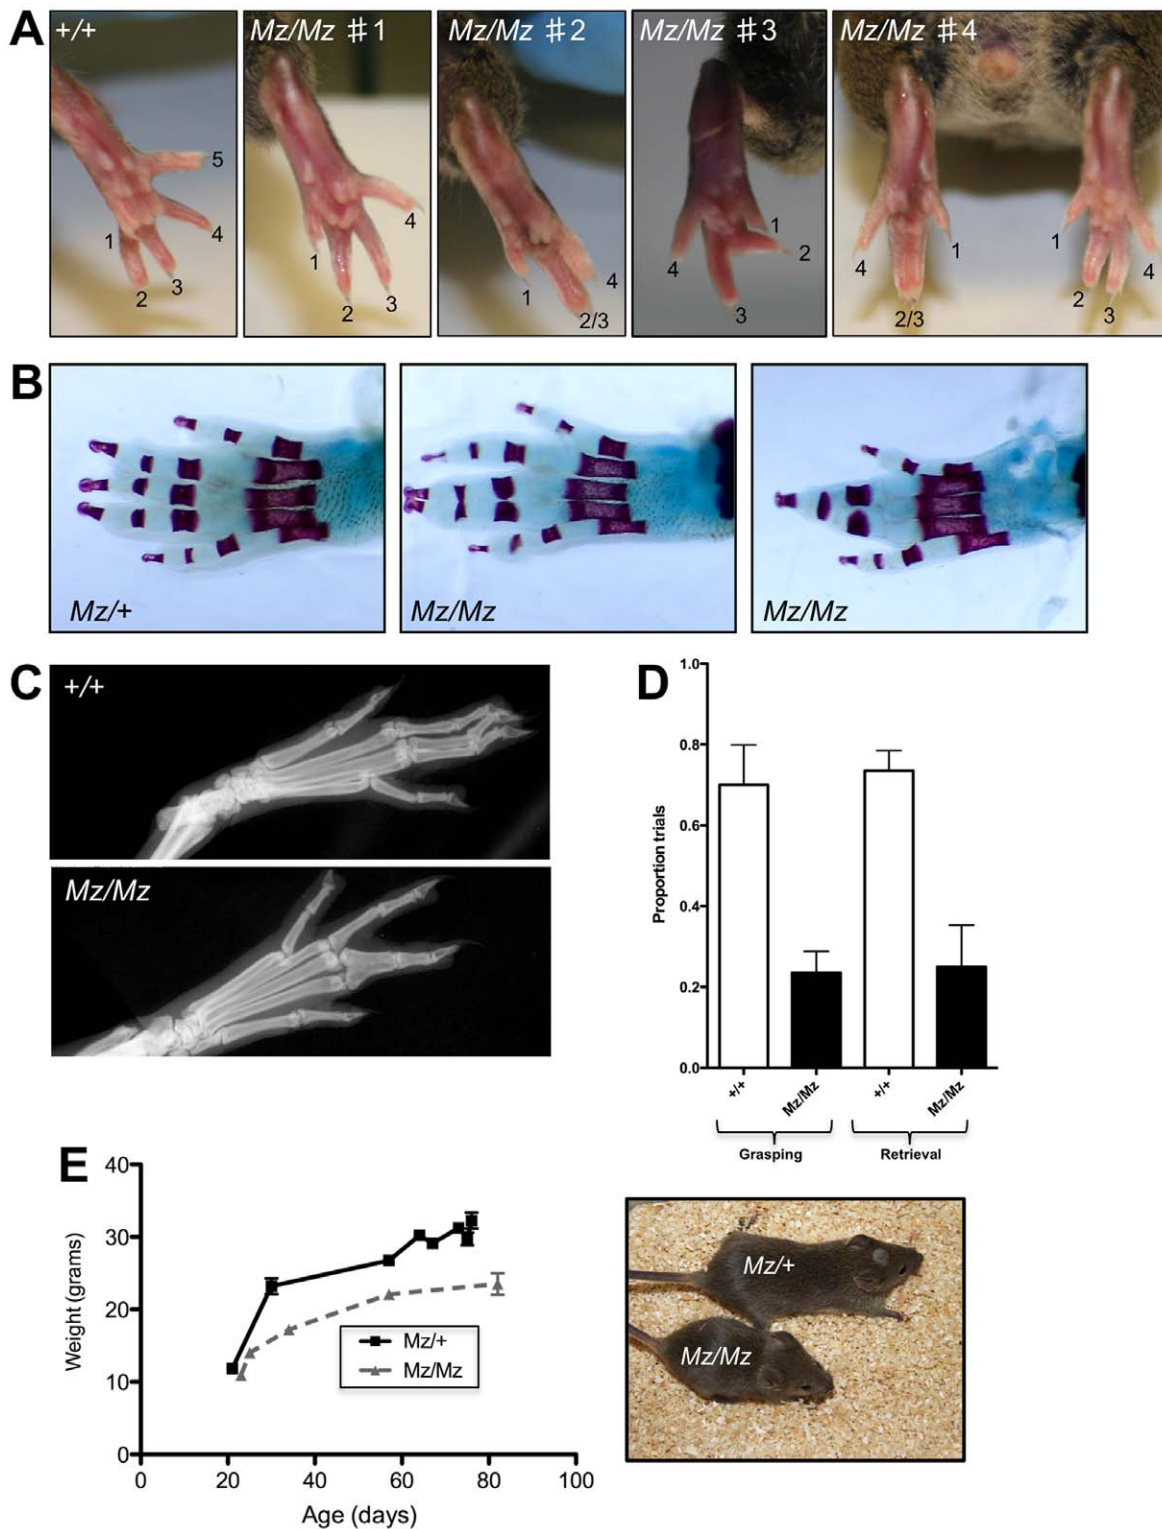 A
+/+
Mz/Mz #1
Mz/Mz #2
Mz/Mz #3
Mz/Mz #4
5
4
1
3
2
4
1
3
2
4
1
2/3
1
2
4
3
1
4
2/3
1
4
2
3
B
Mz/+
Mz/Mz
Mz/Mz
C
+/+
Mz/Mz
D
1.0
0.8
0.6
0.4
0.2
0.0
Proportion trials
+/+
Mz/Mz
+/+
Mz/Mz
Grasping
Retrieval
E
40
30
20
10
0
Weight (grams)
Mz/+
Mz/Mz
0
20
40
60
80
100
Age (days)
Mz/+
Mz/Mz